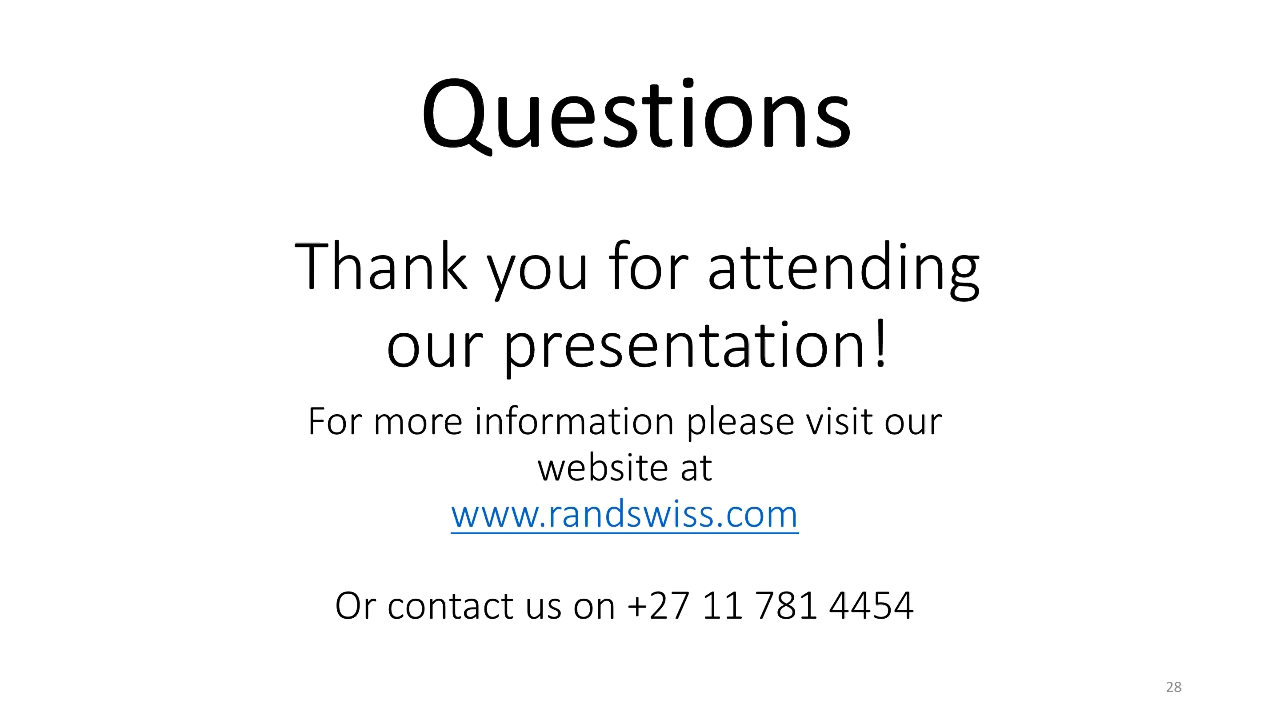 Questions
Thank you for attending
our presentation!
For more information please visit our
website at
www.randswiss.com
Or contact us on +27 11 781 4454
28